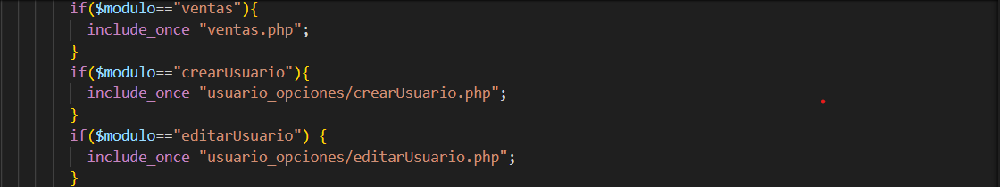 if($modulo=="ventas"){
include_once "ventas.php";
}
if($modulo=="crearUsuario"){
include_once "usuario_opciones/crearUsuario.php";
}
if($modulo=="editarUsuario") {
include_once "usuario_opciones/editarUsuario.php";
}